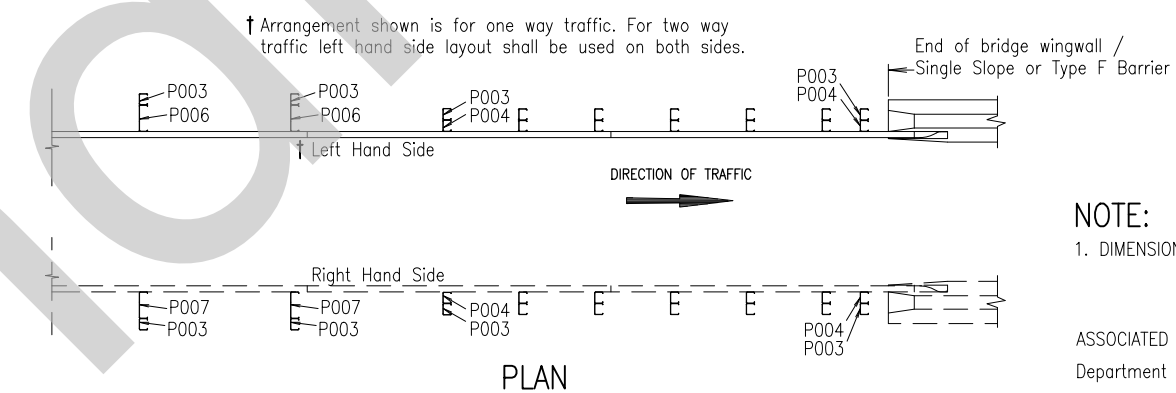 † Arrangement shown is for one way traffic. For two way
traffic left hand side layout shall be used on both sides.
End of bridge wingwall /
Single Slope or Type F Barrier
P003
P006
P003
P006
P003
P004
P003
P004
† Left Hand Side
DIRECTION OF TRAFFIC
NOTE:
1. DIMENSION
Right Hand Side
P007
P003
P007
P003
P004
P003
P004
P003
ASSOCIATED
Department
PLAN